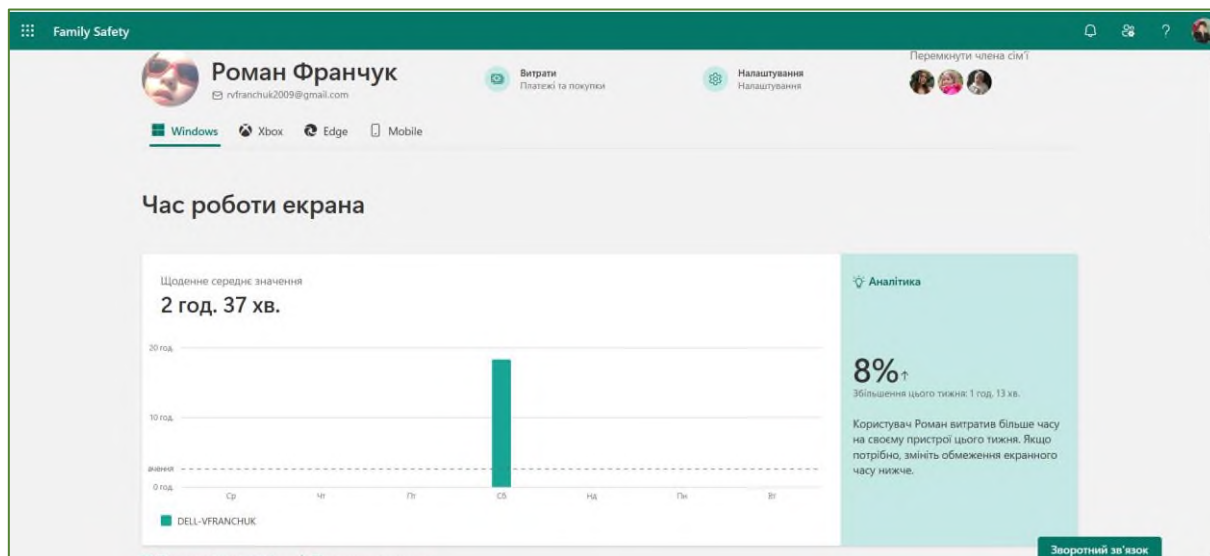 Family Safety
?
Перемкнути члена сім'ї
Роман Франчук
rvfranchuk2009@gmail.com
Витрати
Платежі та покупки
Налаштування
Налаштування
Windows Xbox Edge Mobile
Час роботи екрана
Щоденне середнє значення
2 год. 37 хв.
Аналітика
20 год.
10 год.
0 год.
Ср Чт Пт Сб Нд Пн Вт
DELL-VFRANCHUK
8%↑
Збільшення цього тижня: 1 год. 13 хв.
Користувач Роман витратив більше часу
на своєму пристрої цього тижня. Якщо
потрібно, змініть обмеження екранного
часу нижче.
Зворотний зв'язок